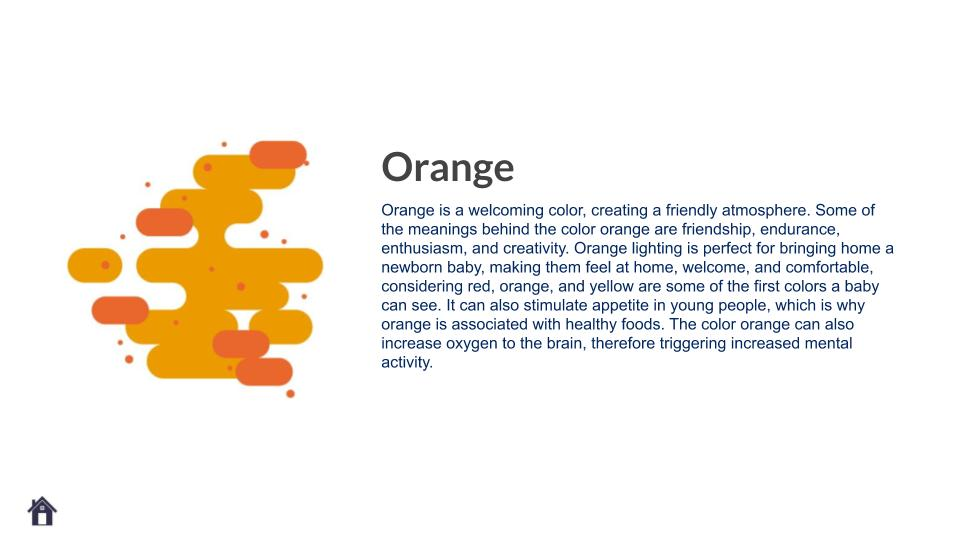 Orange
Orange is a welcoming color, creating a friendly atmosphere. Some of
the meanings behind the color orange are friendship, endurance,
enthusiasm, and creativity. Orange lighting is perfect for bringing home a
newborn baby, making them feel at home, welcome, and comfortable,
considering red, orange, and yellow are some of the first colors a baby
can see. It can also stimulate appetite in young people, which is why
orange is associated with healthy foods. The color orange can also
increase oxygen to the brain, therefore triggering increased mental
activity.